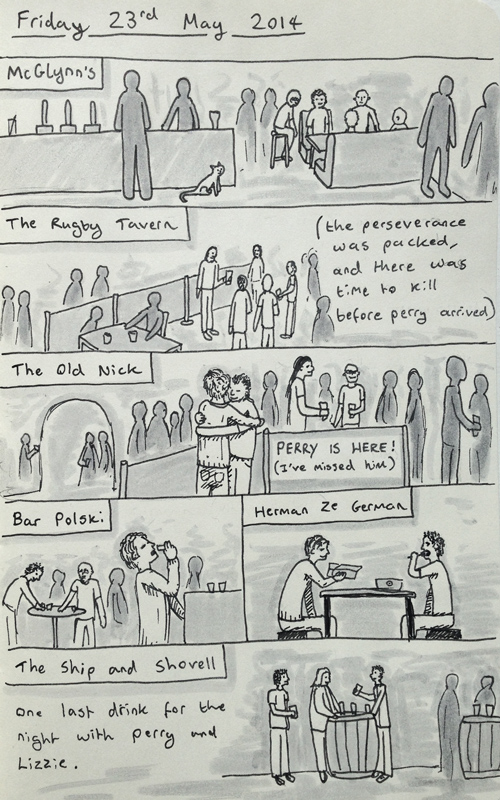 Friday 23rd May 2014
McGlynn's
The Rugby Tavern
(the perseverance
was packed,
and there was
time to kill
before perry arrived)
The Old Nick
PERRY IS HERE!
(I've missed him)
Bar Polski
Herman Ze German
The Ship and Shovell
one last drink for the
night with perry and
Lizzie.